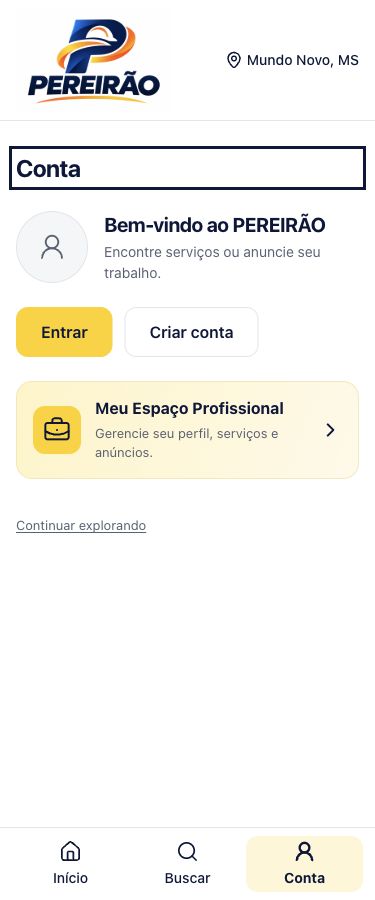 PEREIRÃO
Mundo Novo, MS
Conta
Bem-vindo ao PEREIRÃO
Encontre serviços ou anuncie seu
trabalho.
Entrar
Criar conta
Meu Espaço Profissional
Gerencie seu perfil, serviços e
anúncios.
Continuar explorando
Início
Buscar
Conta